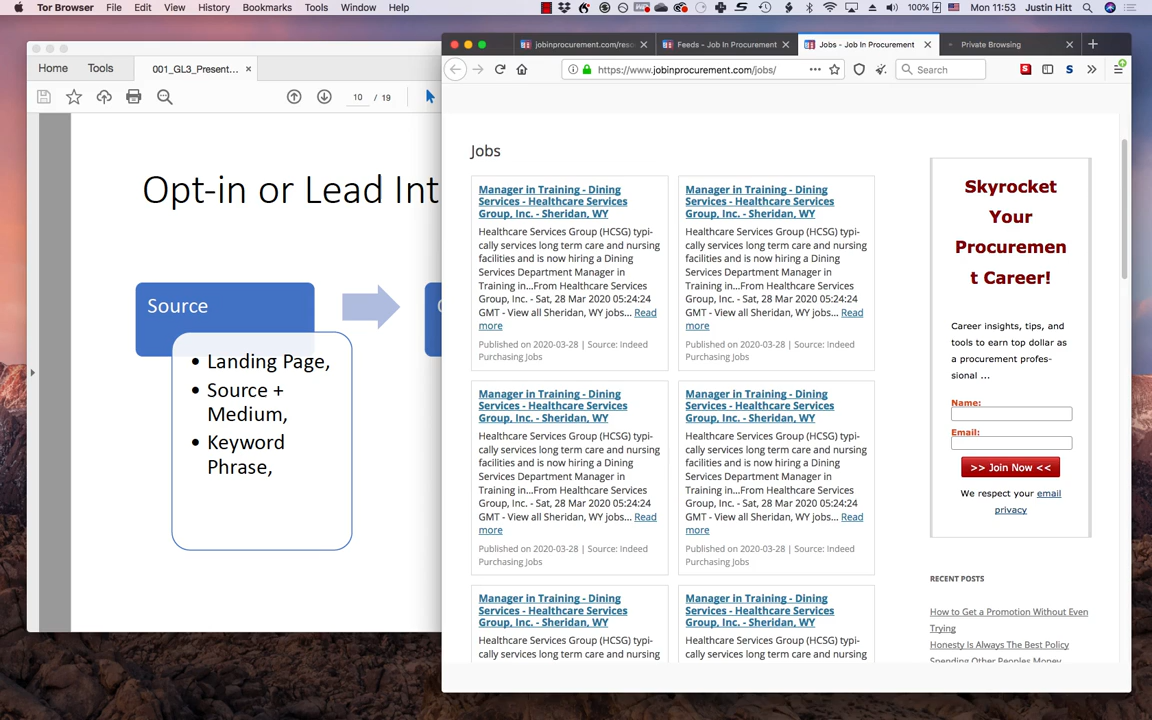 Tor Browser File Edit View History Bookmarks Tools Window Help
100% Mon 11:53 Justin Hitt
Home Tools 001_GL3_Present... ×
10 / 19
Opt-in or Lead Int
Source
• Landing Page,
• Source +
Medium,
• Keyword
Phrase,
jobinprocurement.com/reso
Feeds - Job In Procurement
Jobs - Job In Procurement
Private Browsing
https://www.jobinprocurement.com/jobs/
Search
Jobs
Manager in Training - Dining
Services - Healthcare Services
Group, Inc. - Sheridan, WY
Healthcare Services Group (HCSG) typi-
cally services long term care and nursing
facilities and is now hiring a Dining
Services Department Manager in
Training in...From Healthcare Services
Group, Inc. - Sat, 28 Mar 2020 05:24:24
GMT - View all Sheridan, WY jobs... Read
more
Published on 2020-03-28 | Source: Indeed
Purchasing Jobs
Manager in Training - Dining
Services - Healthcare Services
Group, Inc. - Sheridan, WY
Healthcare Services Group (HCSG) typi-
cally services long term care and nursing
facilities and is now hiring a Dining
Services Department Manager in
Training in...From Healthcare Services
Group, Inc. - Sat, 28 Mar 2020 05:24:24
GMT - View all Sheridan, WY jobs... Read
more
Published on 2020-03-28 | Source: Indeed
Purchasing Jobs
Manager in Training - Dining
Services - Healthcare Services
Group, Inc. - Sheridan, WY
Healthcare Services Group (HCSG) typi-
cally services long term care and nursing
facilities and is now hiring a Dining
Services Department Manager in
Training in...From Healthcare Services
Group, Inc. - Sat, 28 Mar 2020 05:24:24
GMT - View all Sheridan, WY jobs... Read
more
Published on 2020-03-28 | Source: Indeed
Purchasing Jobs
Manager in Training - Dining
Services - Healthcare Services
Group, Inc. - Sheridan, WY
Healthcare Services Group (HCSG) typi-
cally services long term care and nursing
facilities and is now hiring a Dining
Services Department Manager in
Training in...From Healthcare Services
Group, Inc. - Sat, 28 Mar 2020 05:24:24
GMT - View all Sheridan, WY jobs... Read
more
Published on 2020-03-28 | Source: Indeed
Purchasing Jobs
Manager in Training - Dining
Services - Healthcare Services
Group, Inc. - Sheridan, WY
Healthcare Services Group (HCSG) typi-
cally services long term care and nursing
Manager in Training - Dining
Services - Healthcare Services
Group, Inc. - Sheridan, WY
Healthcare Services Group (HCSG) typi-
cally services long term care and nursing
Skyrocket
Your
Procuremen
t Career!
Career insights, tips, and
tools to earn top dollar as
a procurement profes-
sional ...
Name:
Email:
>> Join Now <<
We respect your email
privacy
RECENT POSTS
How to Get a Promotion Without Even
Trying
Honesty Is Always The Best Policy
Spending Other Peoples Money